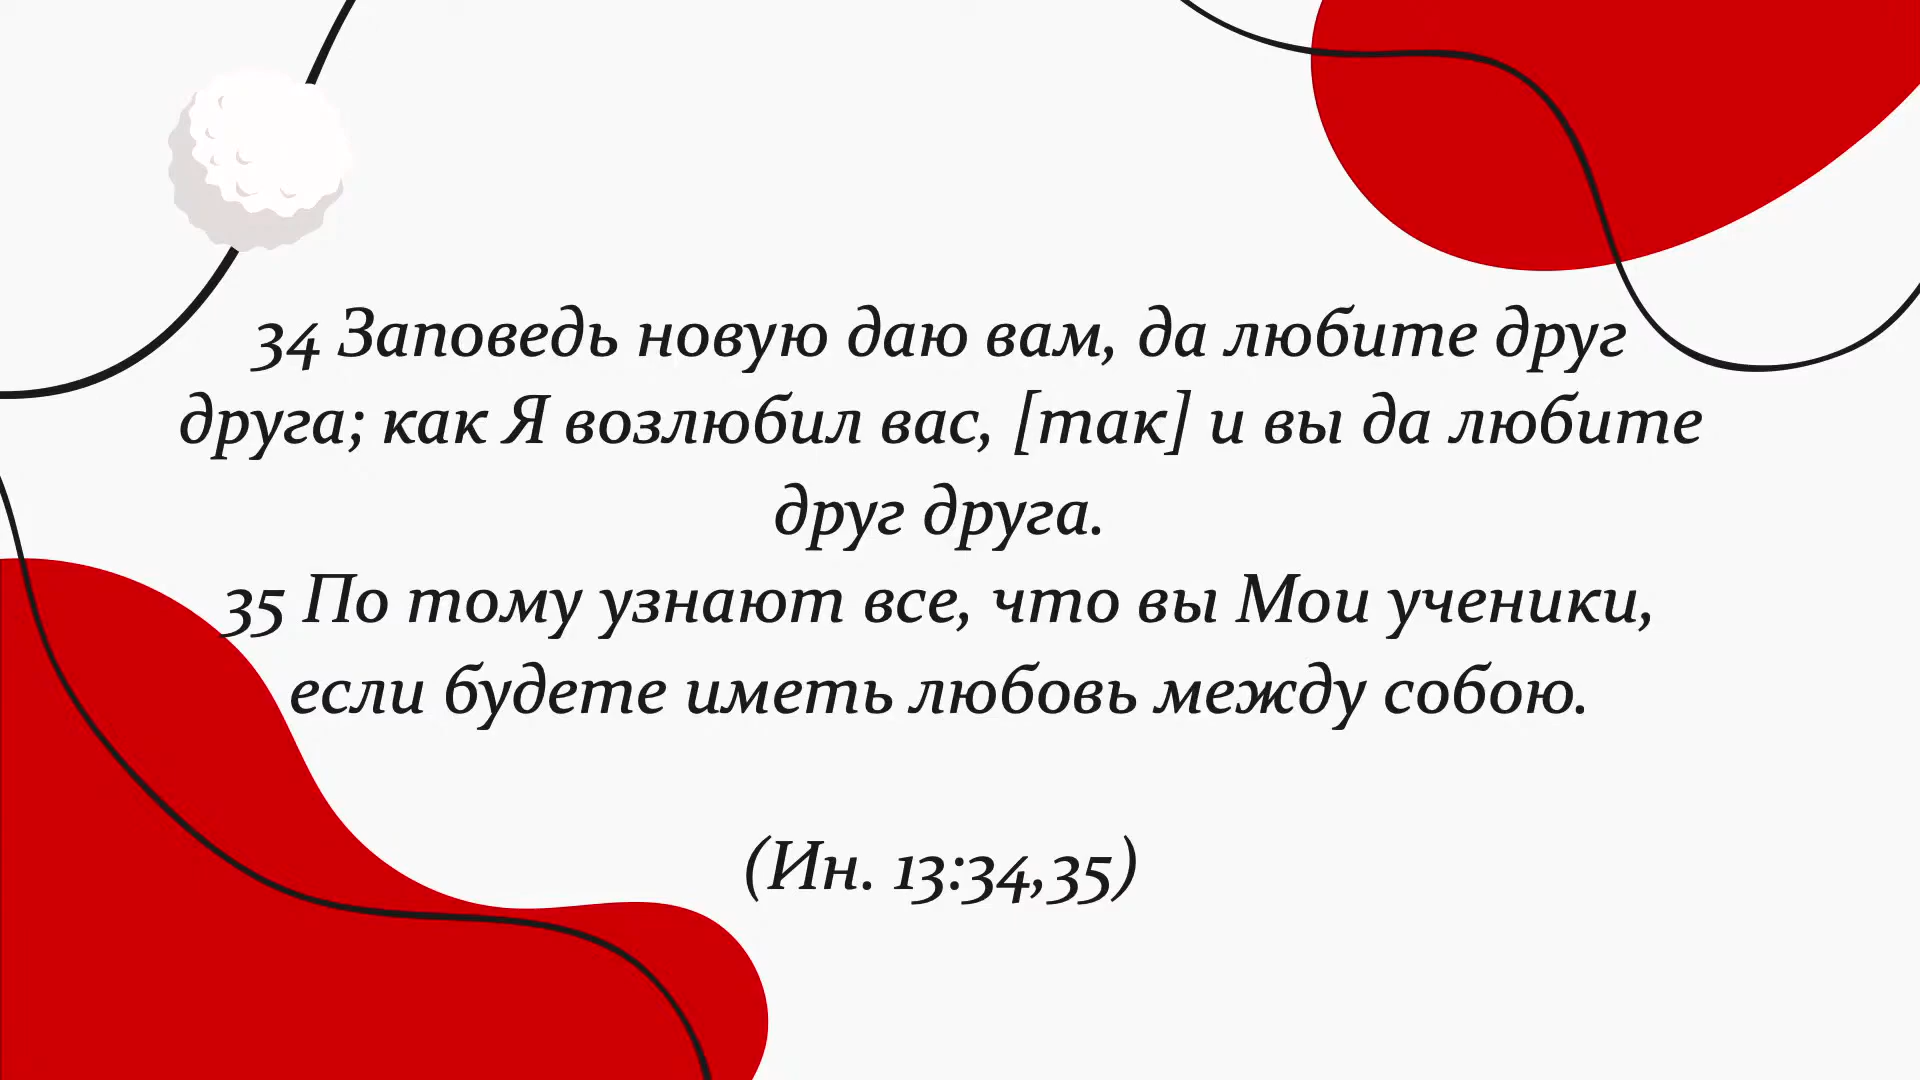 34 Заповедь новую даю вам, да любите друг
друга; как Я возлюбил вас, [так] и вы да любите
друг друга.
35 По тому узнают все, что вы Мои ученики,
если будете иметь любовь между собою.
(Ин. 13:34,35)